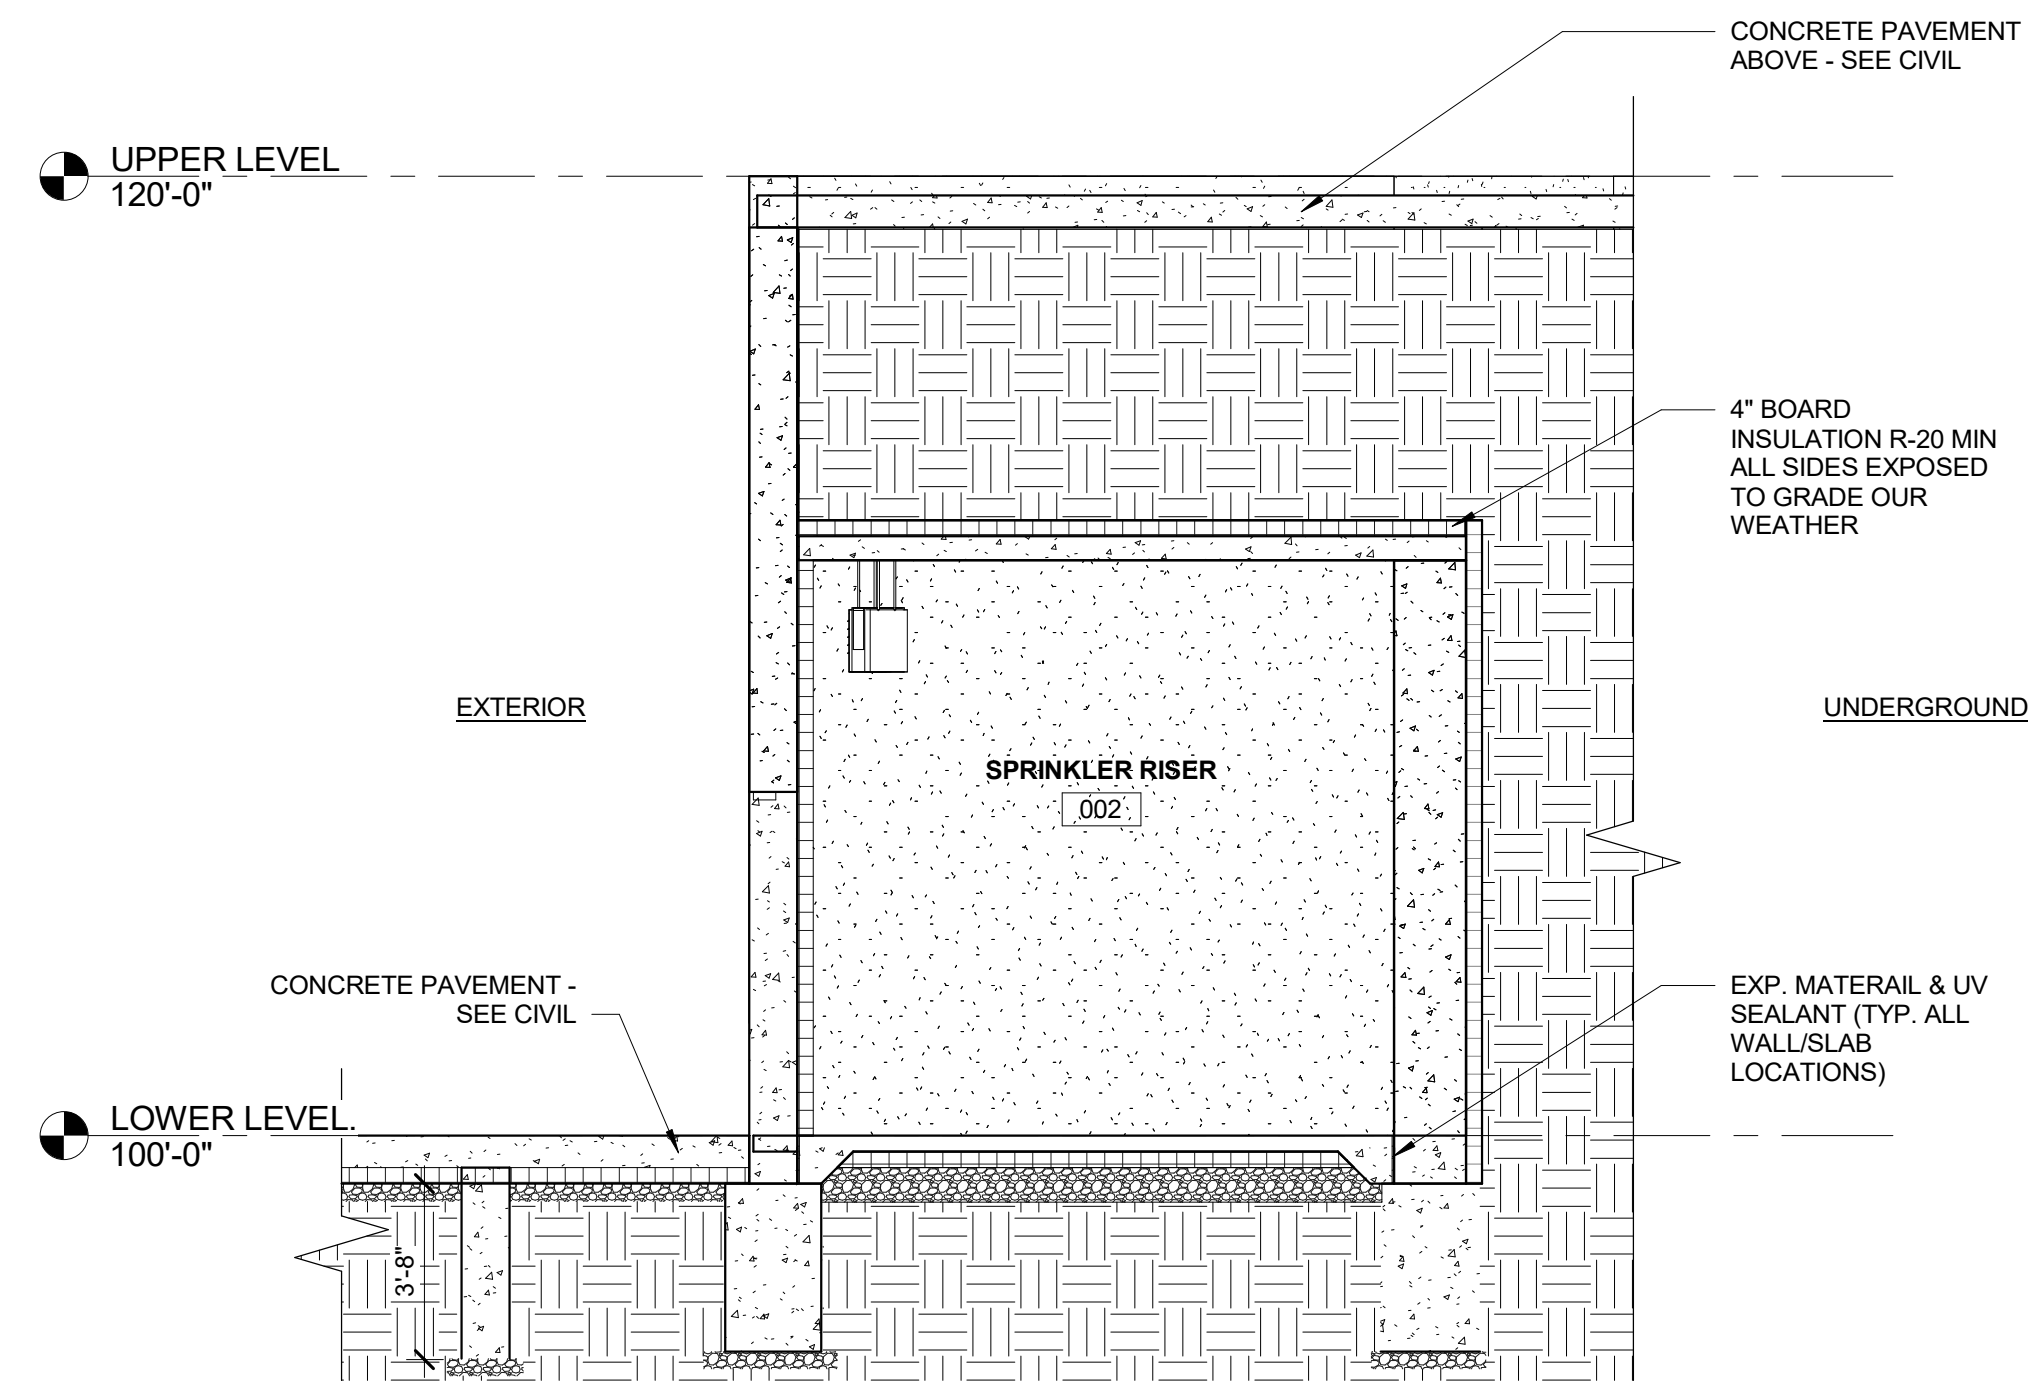 CONCRETE PAVEMENT
ABOVE - SEE CIVIL
UPPER LEVEL
120'-0"
4" BOARD
INSULATION R-20 MIN
ALL SIDES EXPOSED
TO GRADE OUR
WEATHER
EXTERIOR
UNDERGROUND
SPRINKLER RISER
002
CONCRETE PAVEMENT -
SEE CIVIL
EXP. MATERAIL & UV
SEALANT (TYP. ALL
WALL/SLAB
LOCATIONS)
LOWER LEVEL.
100'-0"
3'-8"